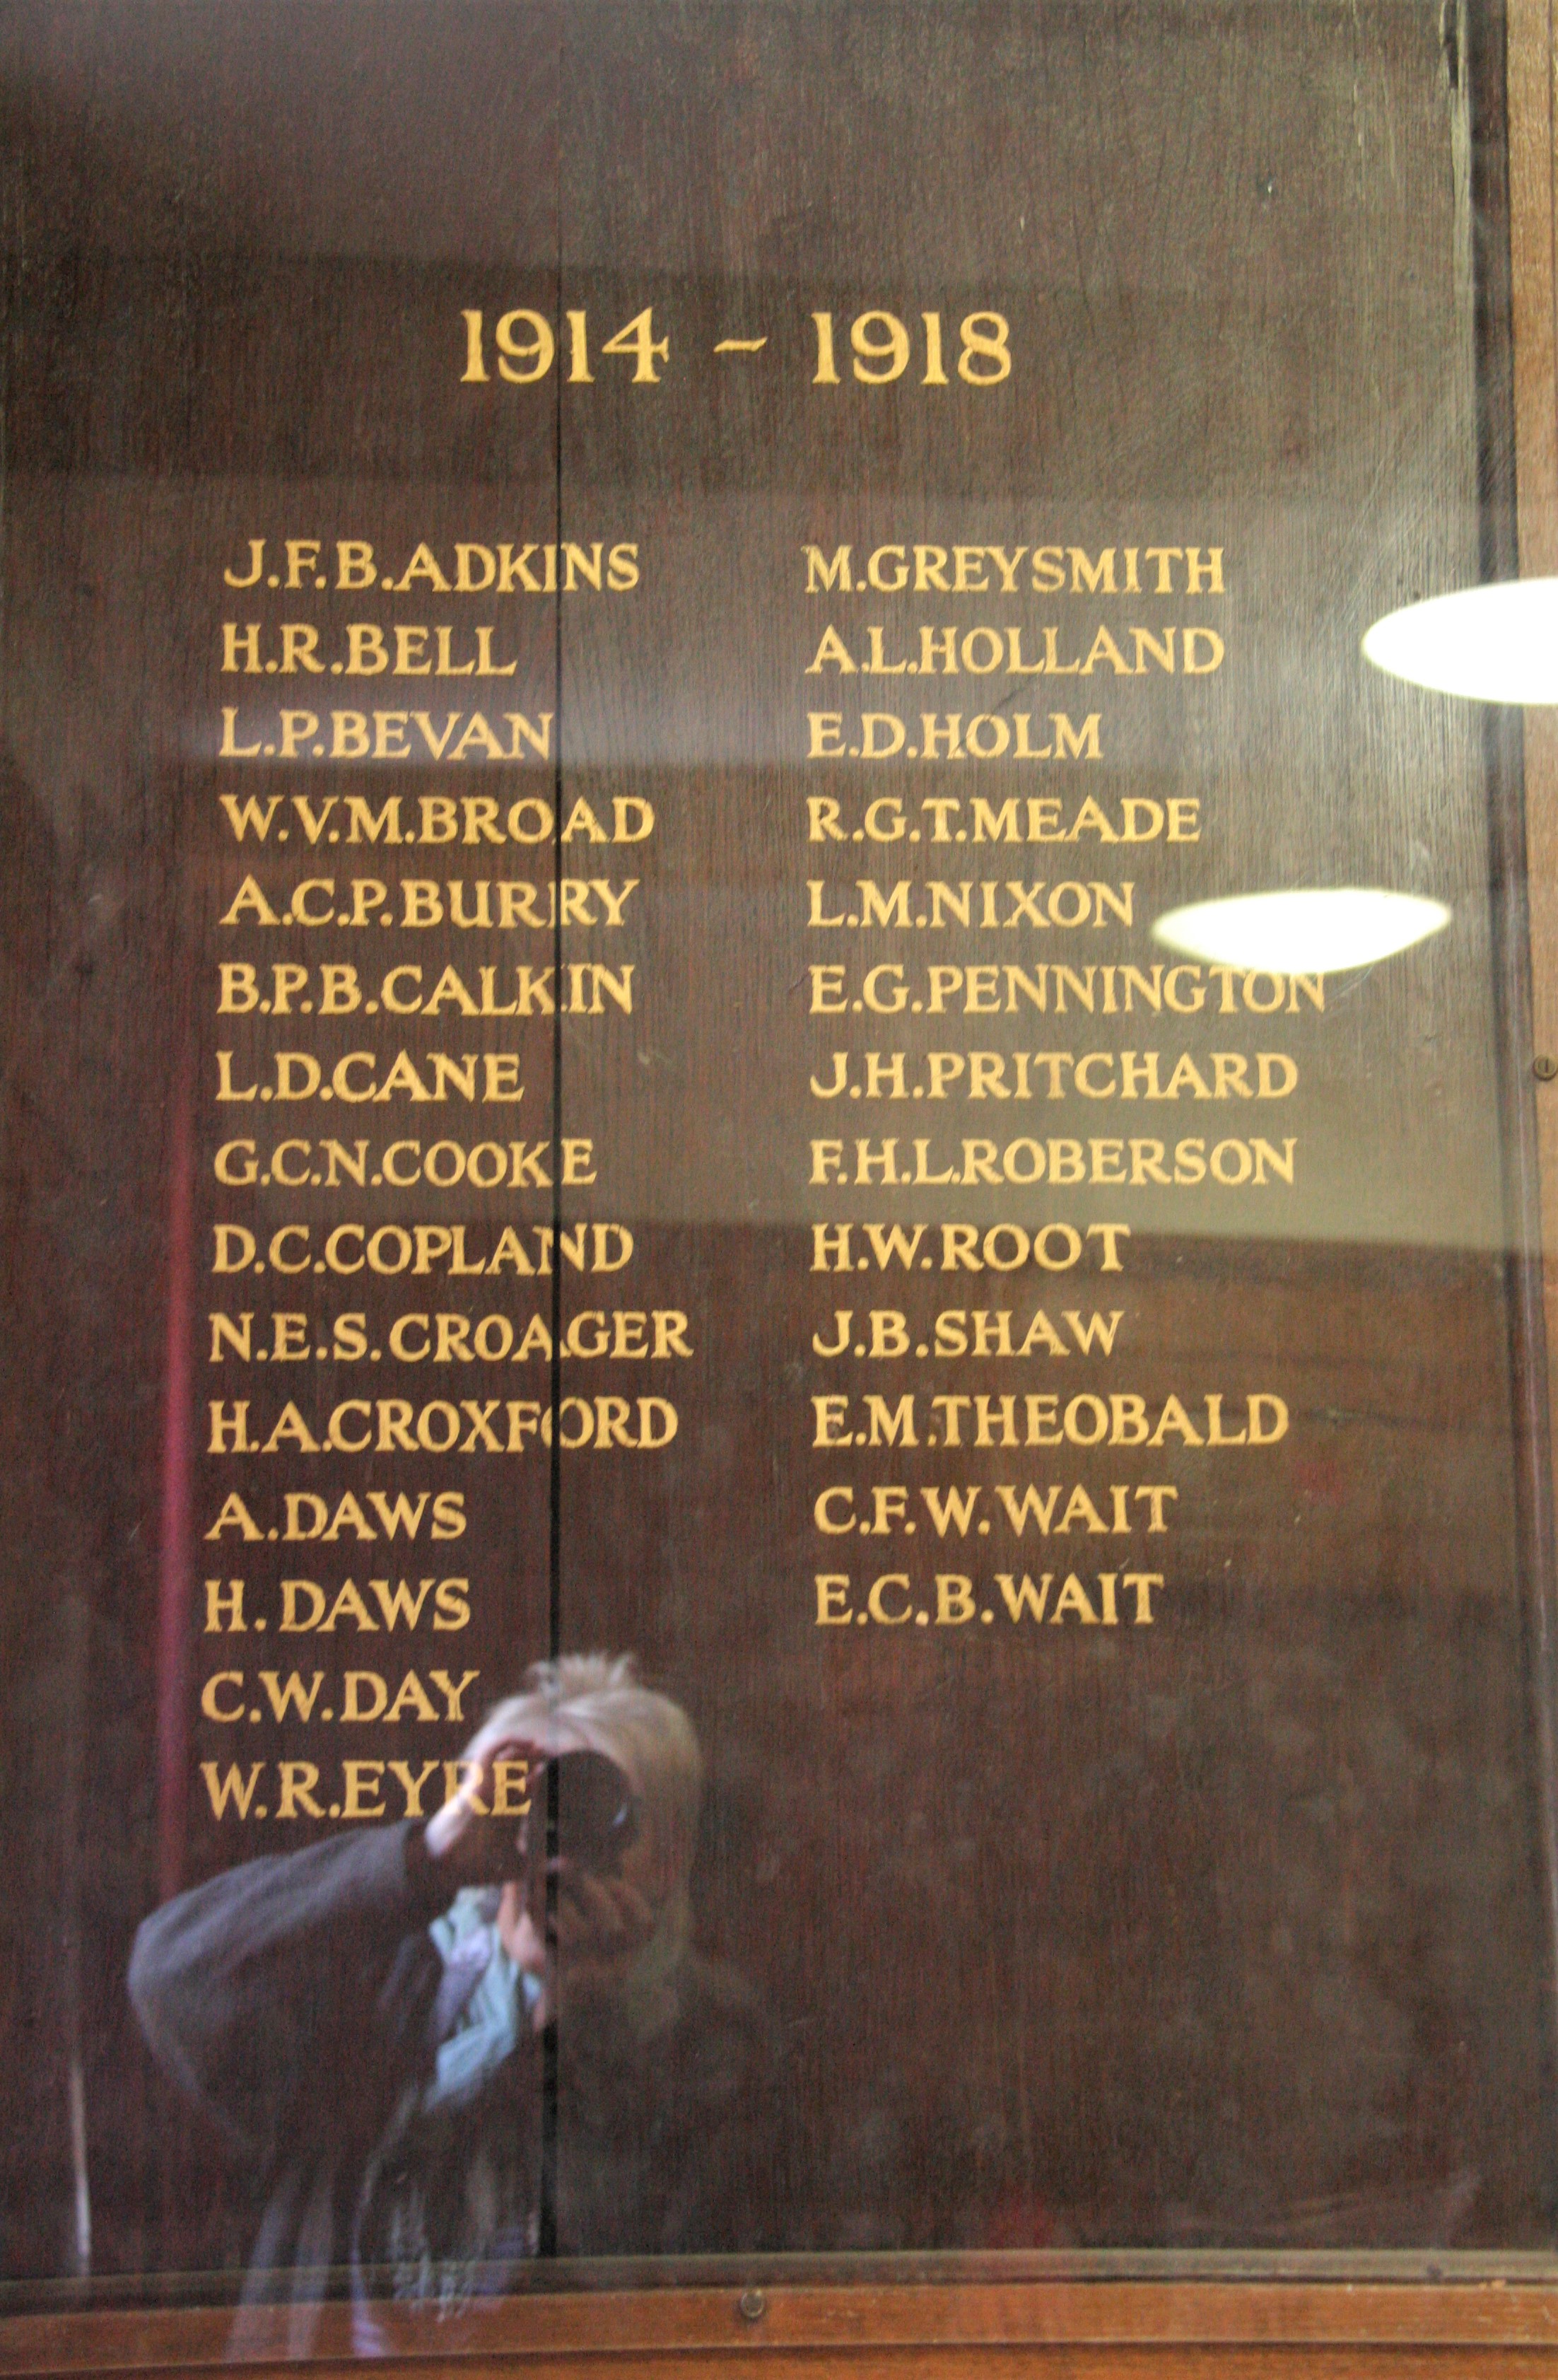 1914 - 1918
J.F.B.ADKINS
H.R.BELL
L.P.BEVAN
W.V.M.BROAD
A.C.P.BURRY
B.P.B.CALKIN
L.D.CANE
G.C.N.COOKE
D.C.COPLAND
N.E.S.CROAGER
H.A.CROXFORD
A.DAWS
H.DAWS
C.W.DAY
W.R.EYRE
M.GREYSMITH
A.L.HOLLAND
E.D.HOLM
R.G.T.MEADE
L.M.NIXON
E.G.PENNINGTON
J.H.PRITCHARD
F.H.L.ROBERSON
H.W.ROOT
J.B.SHAW
E.M.THEOBALD
C.F.W.WAIT
E.C.B.WAIT